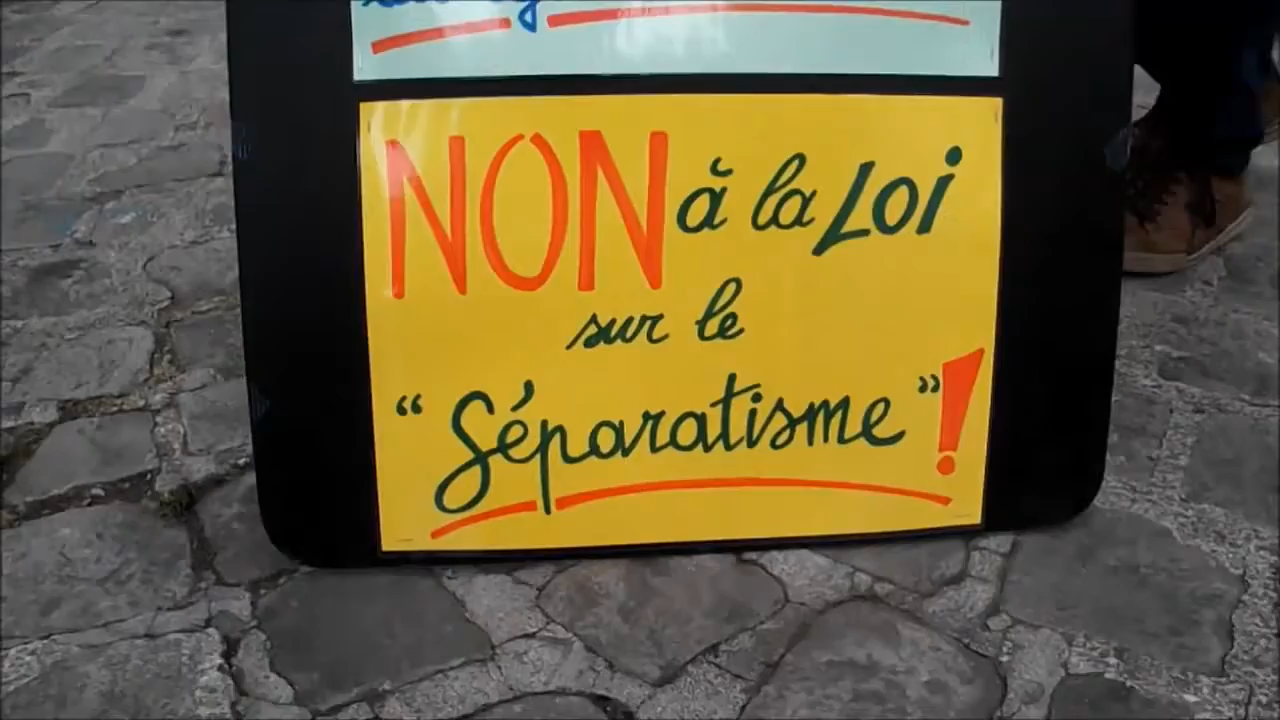 NON à la Loi
sur le
“Séparatisme”!